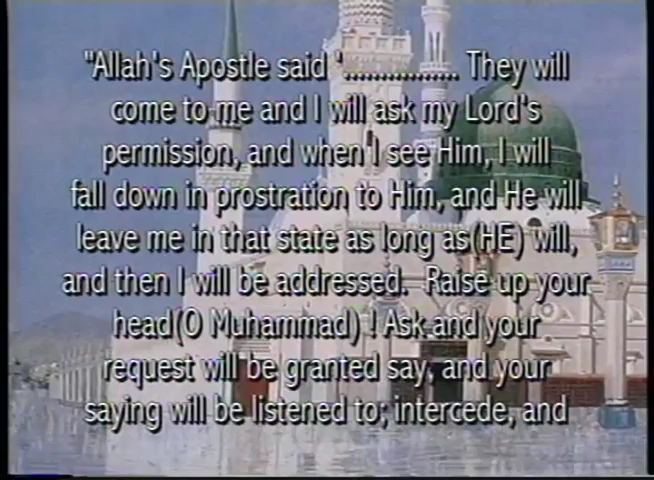 "Allah's Apostle said '............... They will
come to me and I will ask my Lord's
permission, and when I see Him, I will
fall down in prostration to Him, and He will
leave me in that state as long as(HE) will,
and then I will be addressed. Raise up your
head(O Muhammad) ! Ask and your
request will be granted say, and your
saying will be listened to; intercede, and